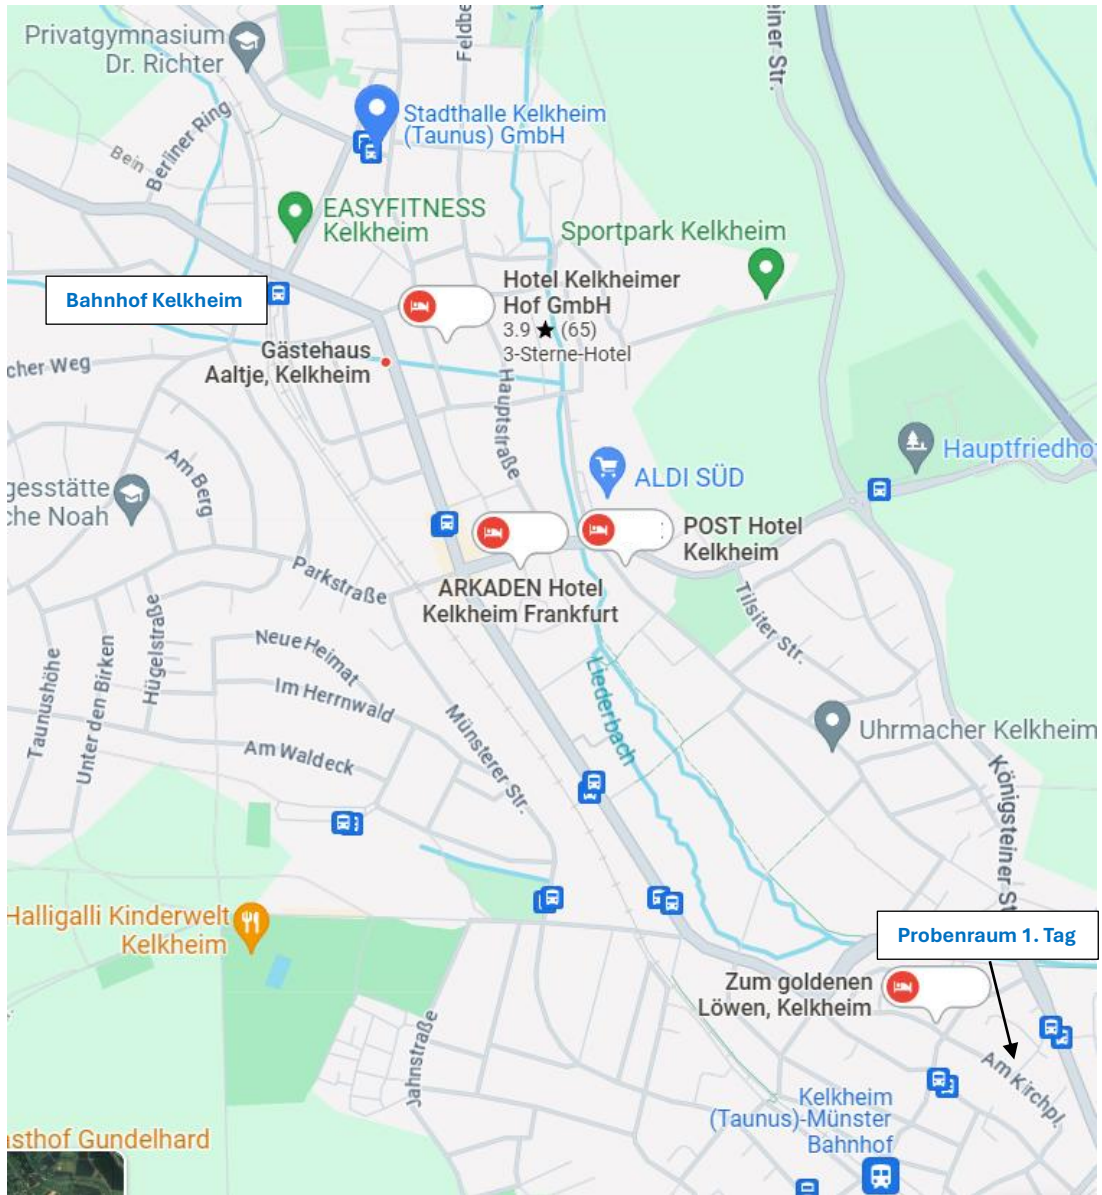 Privatgymnasium
Dr. Richter
Feldbe
einer Str.
Stadthalle Kelkheim
(Taunus) GmbH
Berliner Ring
Bein
EASYFITNESS
Kelkheim
Sportpark Kelkheim
Bahnhof Kelkheim
Hotel Kelkheimer
Hof GmbH
3.9 ★ (65)
3-Sterne-Hotel
Gästehaus
Aaltje, Kelkheim
cher Weg
Hauptstraße
Hauptfriedho
Am Berg
ALDI SÜD
gesstätte
che Noah
POST Hotel
Kelkheim
Parkstraße
ARKADEN Hotel
Kelkheim Frankfurt
Tilsiter Str.
Hügelstraße
Neue Heimat
Taunushöhe
Unter den Birken
Im Herrnwald
Liederbach
Münsterer Str.
Uhrmacher Kelkheim
Am Waldeck
Königsteiner St
Halligalli Kinderwelt
Kelkheim
Probenraum 1. Tag
Zum goldenen
Löwen, Kelkheim
Jahnstraße
Am Kirchpl.
Kelkheim
(Taunus)-Münster
Bahnhof
asthof Gundelhard